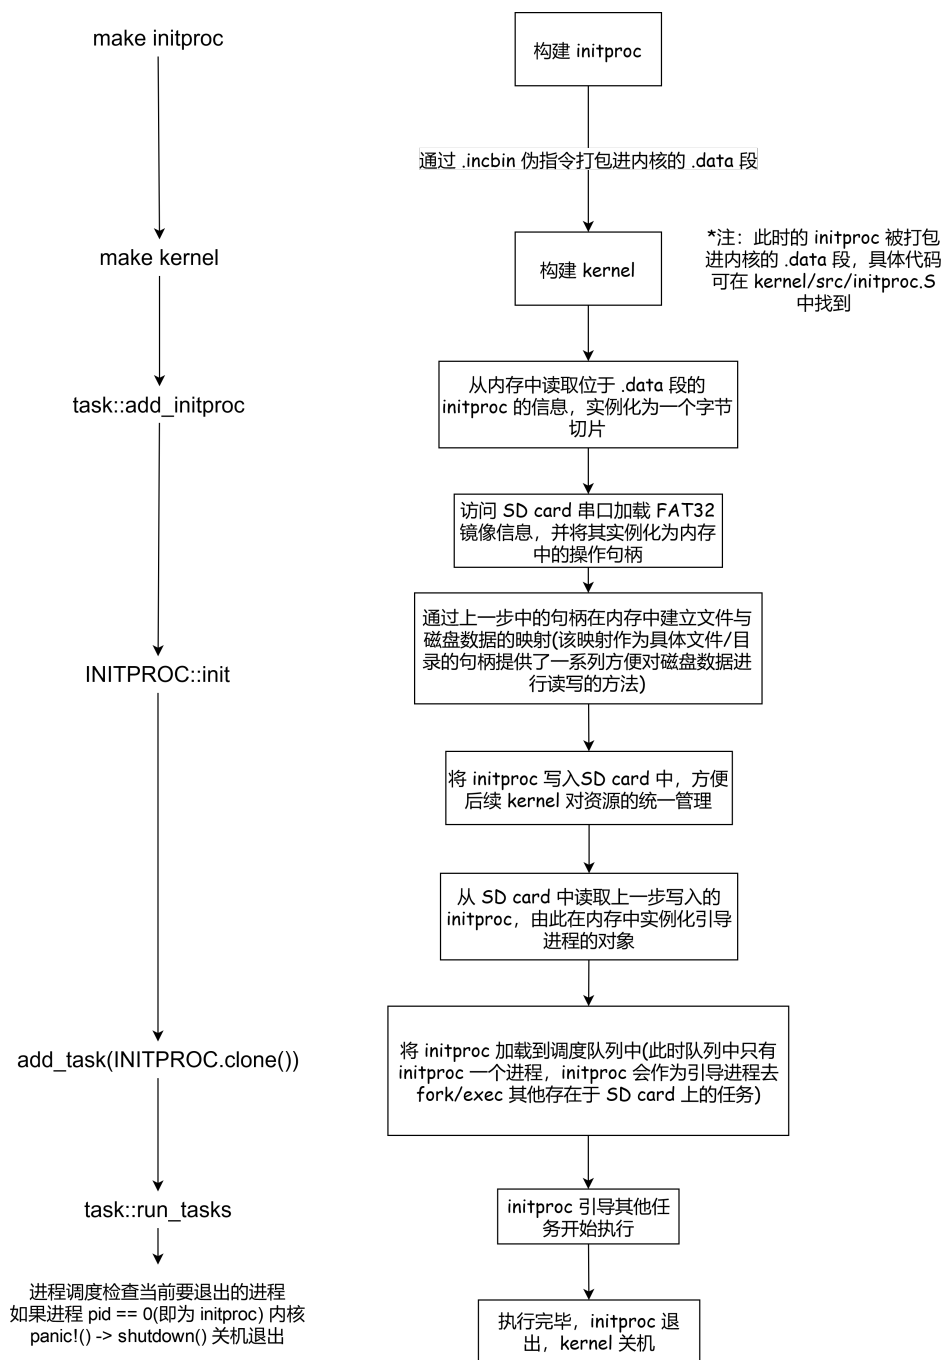 make initproc
make kernel
task::add_initproc
INITPROC::init
add_task(INITPROC.clone())
task::run_tasks
进程调度检查当前要退出的进程
如果进程 pid == 0(即为 initproc) 内核
panic!() -> shutdown() 关机退出
构建 initproc
通过 .incbin 伪指令打包进内核的 .data 段
构建 kernel
*注：此时的 initproc 被打包
进内核的 .data 段，具体代码
可在 kernel/src/initproc.S
中找到
从内存中读取位于 .data 段的
initproc 的信息，实例化为一个字节
切片
访问 SD card 串口加载 FAT32
镜像信息，并将其实例化为内存
中的操作句柄
通过上一步中的句柄在内存中建立文件与
磁盘数据的映射(该映射作为具体文件/目
录的句柄提供了一系列方便对磁盘数据进
行读写的方法)
将 initproc 写入SD card 中，方便
后续 kernel 对资源的统一管理
从 SD card 中读取上一步写入的
initproc，由此在内存中实例化引导
进程的对象
将 initproc 加载到调度队列中(此时队列中只有
initproc 一个进程，initproc 会作为引导进程去
fork/exec 其他存在于 SD card 上的任务)
initproc 引导其他任
务开始执行
执行完毕，initproc 退
出，kernel 关机